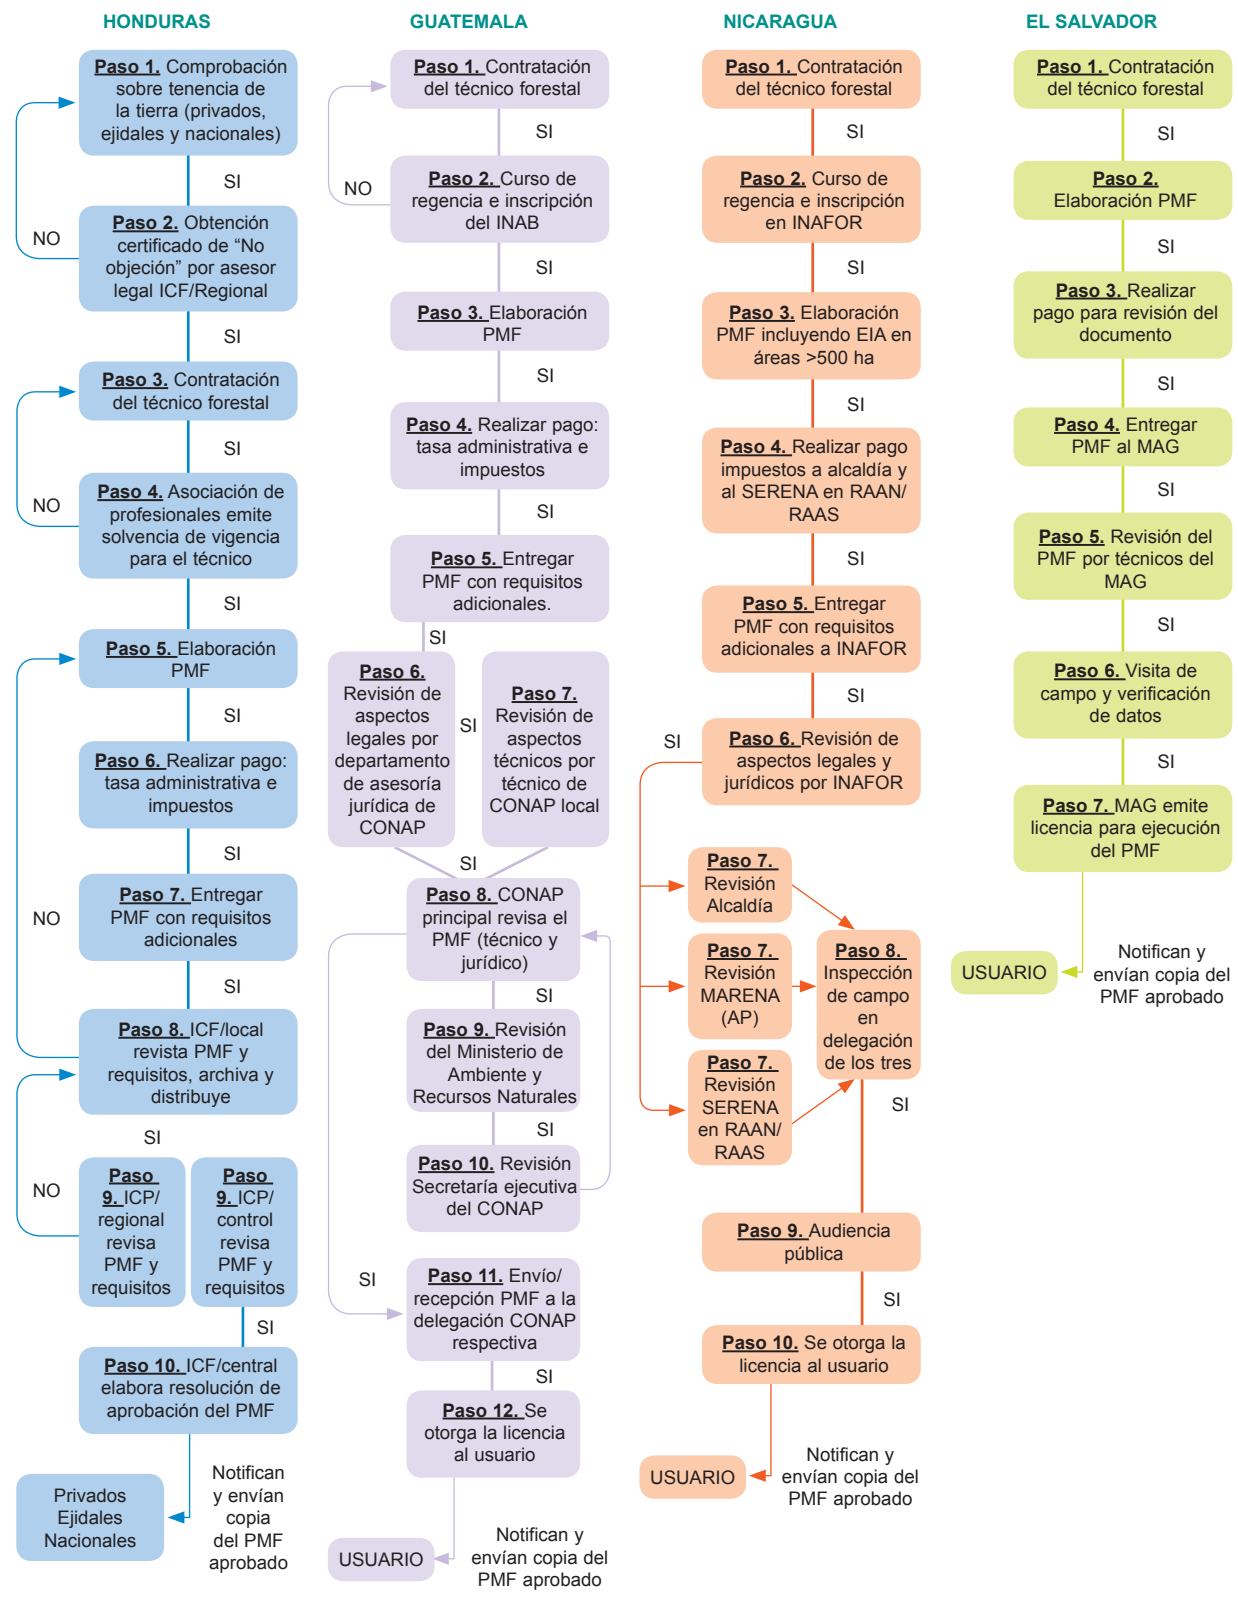 HONDURAS
Paso 1. Comprobación
sobre tenencia de
la tierra (privados,
ejidales y nacionales)
SI
NO
Paso 2. Obtención
certificado de “No
objeción” por asesor
legal ICF/Regional
SI
Paso 3. Contratación
del técnico forestal
SI
NO
Paso 4. Asociación de
profesionales emite
solvencia de vigencia
para el técnico
SI
Paso 5. Elaboración
PMF
SI
Paso 6. Realizar pago:
tasa administrativa e
impuestos
SI
NO
Paso 7. Entregar
PMF con requisitos
adicionales
SI
Paso 8. ICF/local
revista PMF y
requisitos, archiva y
distribuye
SI
NO
Paso
9. ICP/
regional
revisa
PMF y
requisitos
Paso
9. ICP/
control
revisa
PMF y
requisitos
SI
Paso 10. ICF/central
elabora resolución de
aprobación del PMF
Privados
Ejidales
Nacionales
Notifican
y envían
copia
del PMF
aprobado
GUATEMALA
Paso 1. Contratación
del técnico forestal
SI
NO
Paso 2. Curso de
regencia e inscripción
del INAB
SI
Paso 3. Elaboración
PMF
SI
Paso 4. Realizar pago:
tasa administrativa e
impuestos
SI
Paso 5. Entregar
PMF con requisitos
adicionales.
SI
Paso 6.
Revisión de
aspectos
legales por
departamento
de asesoría
jurídica de
CONAP
SI
Paso 7.
Revisión de
aspectos
técnicos por
técnico de
CONAP local
SI
Paso 8. CONAP
principal revisa el
PMF (técnico y
jurídico)
SI
Paso 9. Revisión
del Ministerio de
Ambiente y
Recursos Naturales
SI
Paso 10. Revisión
Secretaría ejecutiva
del CONAP
SI
Paso 11. Envío/
recepción PMF a la
delegación CONAP
respectiva
SI
Paso 12. Se
otorga la licencia
al usuario
USUARIO
Notifican y
envían copia del
PMF aprobado
NICARAGUA
Paso 1. Contratación
del técnico forestal
SI
Paso 2. Curso de
regencia e inscripción
en INAFOR
SI
Paso 3. Elaboración
PMF incluyendo EIA en
áreas >500 ha
SI
Paso 4. Realizar pago
impuestos a alcaldía y
al SERENA en RAAN/
RAAS
SI
Paso 5. Entregar
PMF con requisitos
adicionales a INAFOR
SI
SI
Paso 6. Revisión de
aspectos legales y
jurídicos por INAFOR
Paso 7.
Revisión
Alcaldía
Paso 7.
Revisión
MARENA
(AP)
Paso 7.
Revisión
SERENA
en RAAN/
RAAS
Paso 8.
Inspección
de campo
en
delegación
de los tres
SI
Paso 9. Audiencia
pública
SI
Paso 10. Se otorga la
licencia al usuario
USUARIO
Notifican y
envían copia del
PMF aprobado
EL SALVADOR
Paso 1. Contratación
del técnico forestal
SI
Paso 2.
Elaboración PMF
SI
Paso 3. Realizar
pago para revisión del
documento
SI
Paso 4. Entregar
PMF al MAG
SI
Paso 5. Revisión del
PMF por técnicos del
MAG
SI
Paso 6. Visita de
campo y verificación
de datos
SI
Paso 7. MAG emite
licencia para ejecución
del PMF
USUARIO
Notifican y
envían copia del
PMF aprobado